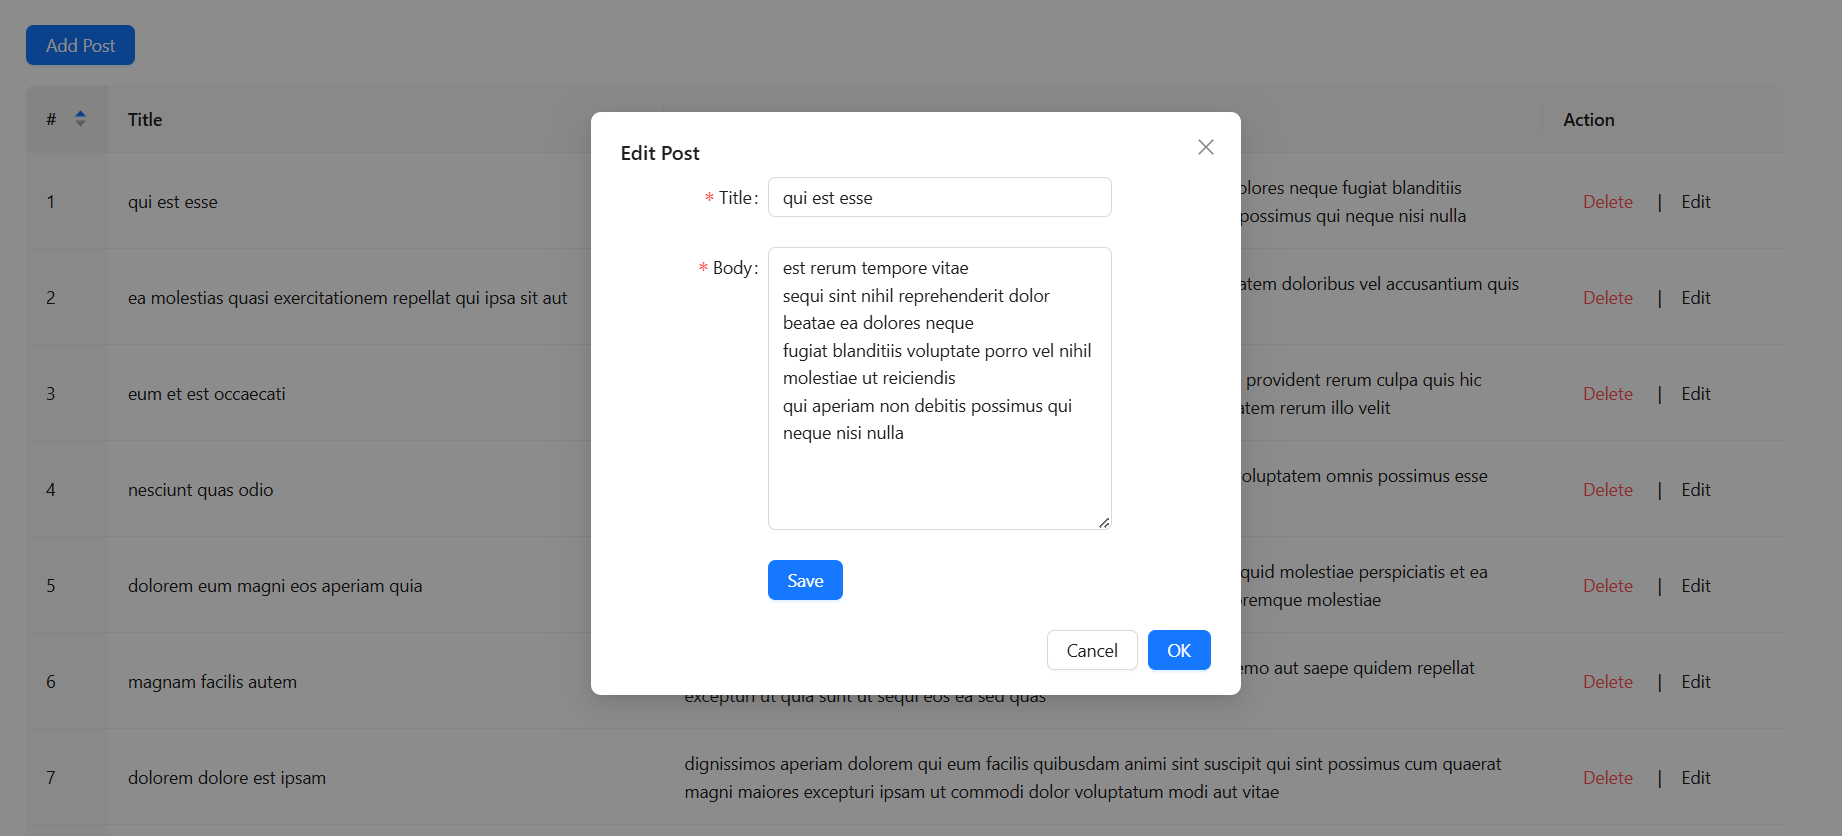 Add Post
#
Title
Action
Edit Post
* Title:
qui est esse
* Body:
est rerum tempore vitae
sequi sint nihil reprehenderit dolor
beatae ea dolores neque
fugiat blanditiis voluptate porro vel nihil
molestiae ut reiciendis
qui aperiam non debitis possimus qui
neque nisi nulla
Save
Cancel
OK
1
qui est esse
neque fugiat blanditiis
possimus qui neque nisi nulla
Delete | Edit
2
ea molestias quasi exercitationem repellat qui ipsa sit aut
doloribus vel accusantium quis
Delete | Edit
3
eum et est occaecati
provident rerum culpa quis hic
rerum illo velit
Delete | Edit
4
nesciunt quas odio
omnis possimus esse
Delete | Edit
5
dolorem eum magni eos aperiam quia
molestiae perspiciatis et ea
molestiae
Delete | Edit
6
magnam facilis autem
aut saepe quidem repellat
excepturi ut quia sunt ut sequi eos ea sed quas
Delete | Edit
7
dolorem dolore est ipsam
dignissimos aperiam dolorem qui eum facilis quibusdam animi sint suscipit qui sint possimus cum quaerat
magni maiores excepturi ipsam ut commodi dolor voluptatum modi aut vitae
Delete | Edit